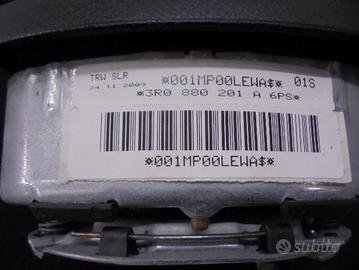 TRW SLR *001MP00LEWA$* 01S
24.11.2009
*3R0 880 201 A 6PS*
*001MP00LEWA$*
subito